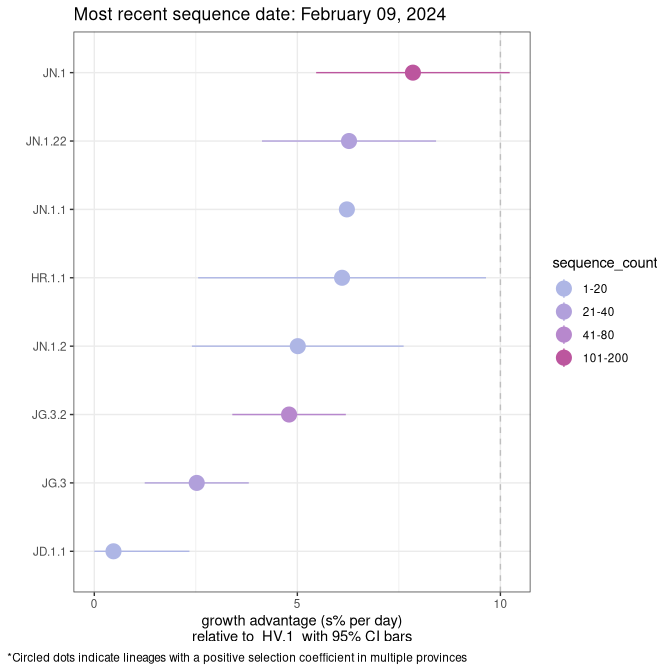 Most recent sequence date: February 09, 2024
JN.1
JN.1.22
JN.1.1
HR.1.1
JN.1.2
JG.3.2
JG.3
JD.1.1
0 5 10
growth advantage (s% per day)
relative to HV.1 with 95% CI bars
sequence_count
1-20
21-40
41-80
101-200
*Circled dots indicate lineages with a positive selection coefficient in multiple provinces